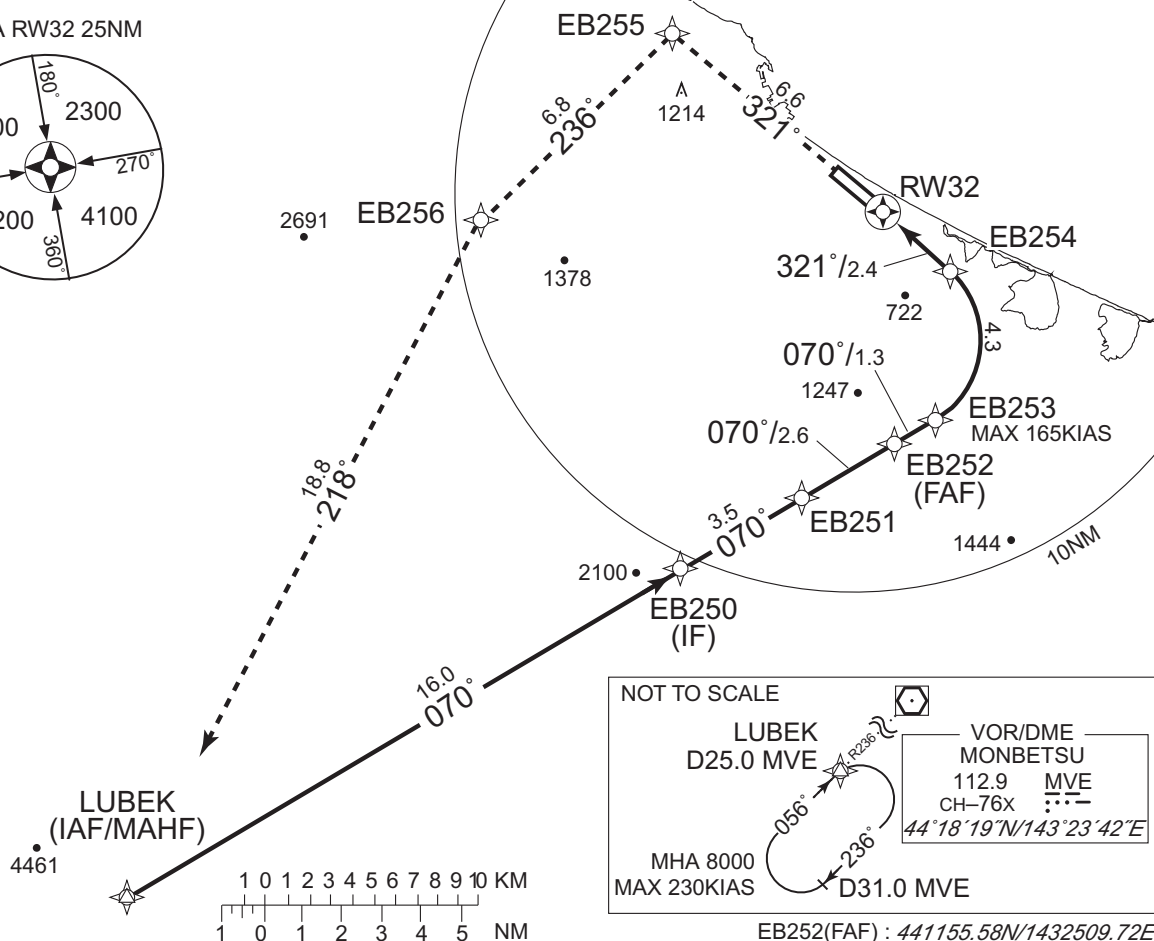 A RW32 25NM
180°
2300
00
270°
200
4100
360°
EB255
6.8
236°
1214
6.6
321°
RW32
EB256
2691
1378
EB254
321°/2.4
722
4.3
070°/1.3
1247
EB253
MAX 165KIAS
070°/2.6
EB252
(FAF)
18.8
218°
3.5
070°
EB251
1444
10NM
2100
EB250
(IF)
16.0
070°
LUBEK
(IAF/MAHF)
4461
1 0 1 2 3 4 5 6 7 8 9 10 KM
1 0 1 2 3 4 5 NM
NOT TO SCALE
LUBEK
D25.0 MVE
R236
VOR/DME
MONBETSU
112.9 MVE
CH–76X
44°18´19˝N/143°23´42˝E
056°
236°
MHA 8000
MAX 230KIAS
D31.0 MVE
EB252(FAF) : 441155.58N/1432509.72E